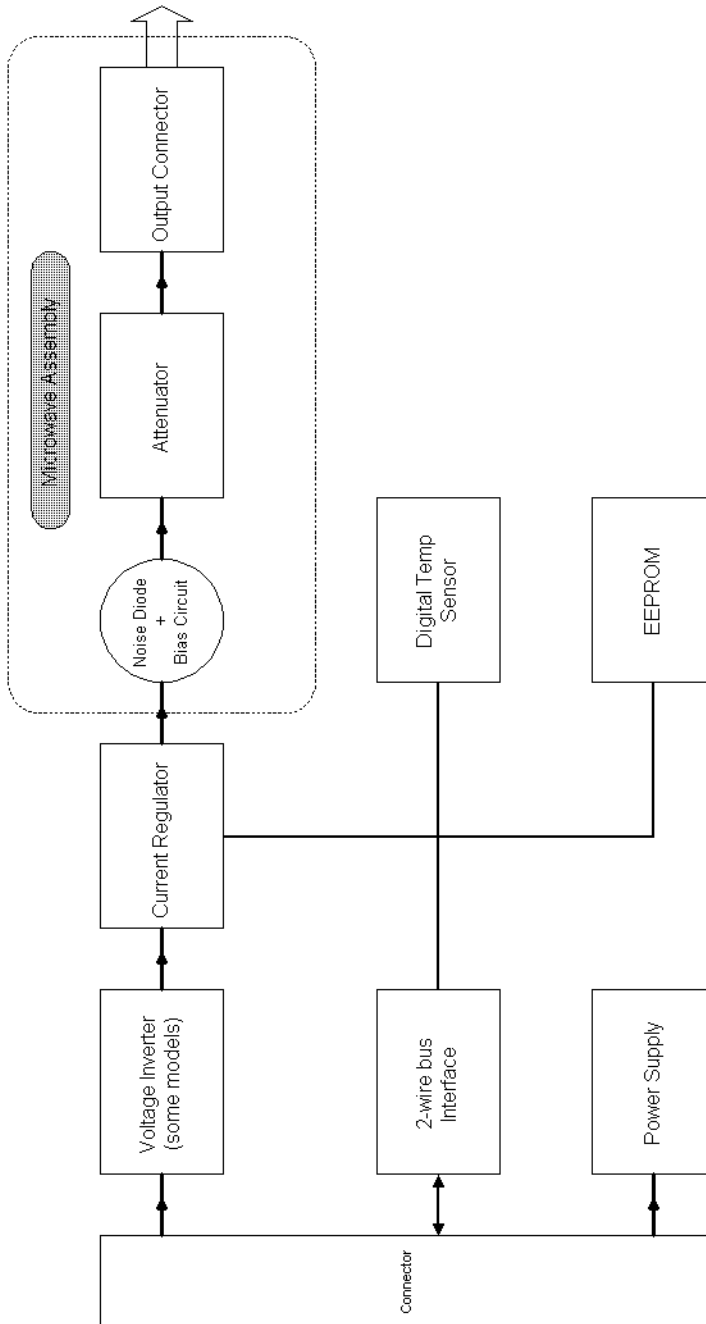 Microwave Assembly
Connector
Voltage Inverter
(some models)
Current Regulator
Noise Diode
+
Bias Circuit
Attenuator
Output Connector
2-wire bus
Interface
Digital Temp
Sensor
Power Supply
EEPROM